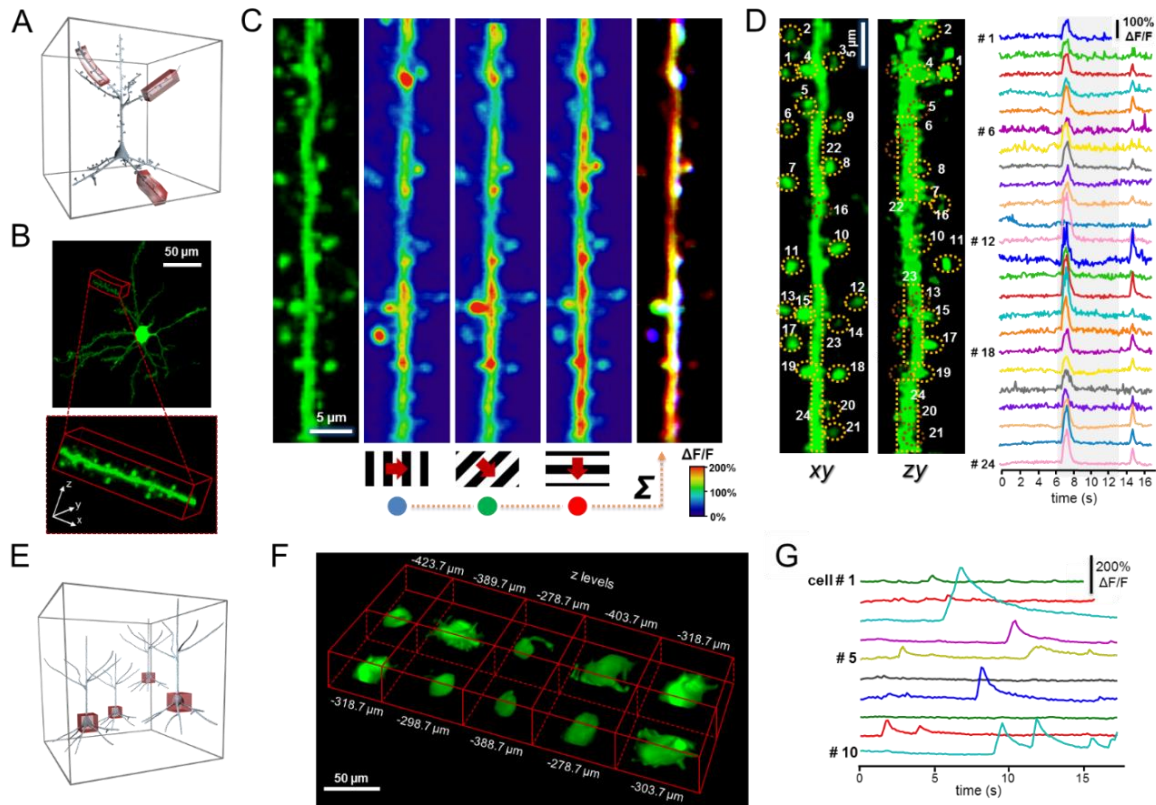 A
B
50 µm
z
y
x
C
5 µm
Σ
ΔF/F
200%
100%
0%
D
5 µm
2
1
4
5
6
9
22
7
8
16
10
11
12
13
15
14
17
23
19
18
24
20
21
xy
2
4
1
5
6
8
7
22
16
10
11
23
13
15
17
19
24
20
21
zy
100%
ΔF/F
# 1
# 6
# 12
# 18
# 24
0 2 4 6 8 10 12 14 16
time (s)
E
F
z levels
-423.7 µm
-389.7 µm
-278.7 µm
-403.7 µm
-318.7 µm
-318.7 µm
-298.7 µm
-388.7 µm
-278.7 µm
-303.7 µm
50 µm
G
200%
ΔF/F
cell # 1
# 5
# 10
0 5 10 15
time (s)